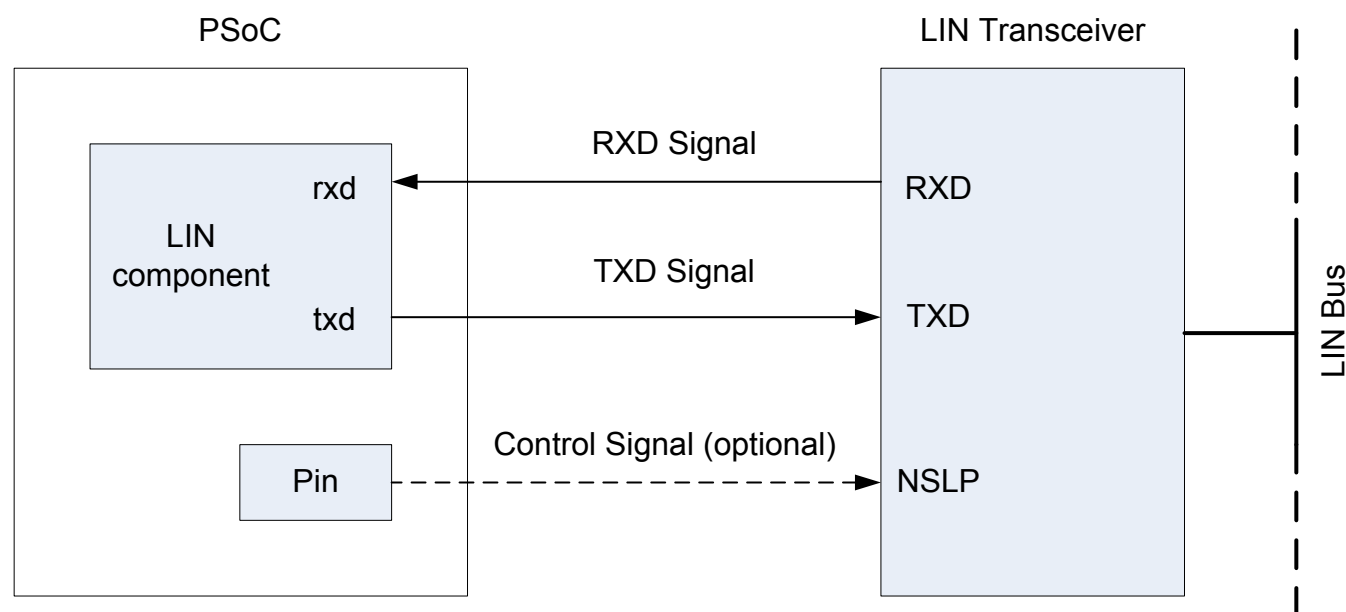 PSoC
LIN Transceiver
RXD Signal
rxd
RXD
LIN
component
TXD Signal
txd
TXD
LIN Bus
Control Signal (optional)
Pin
NSLP